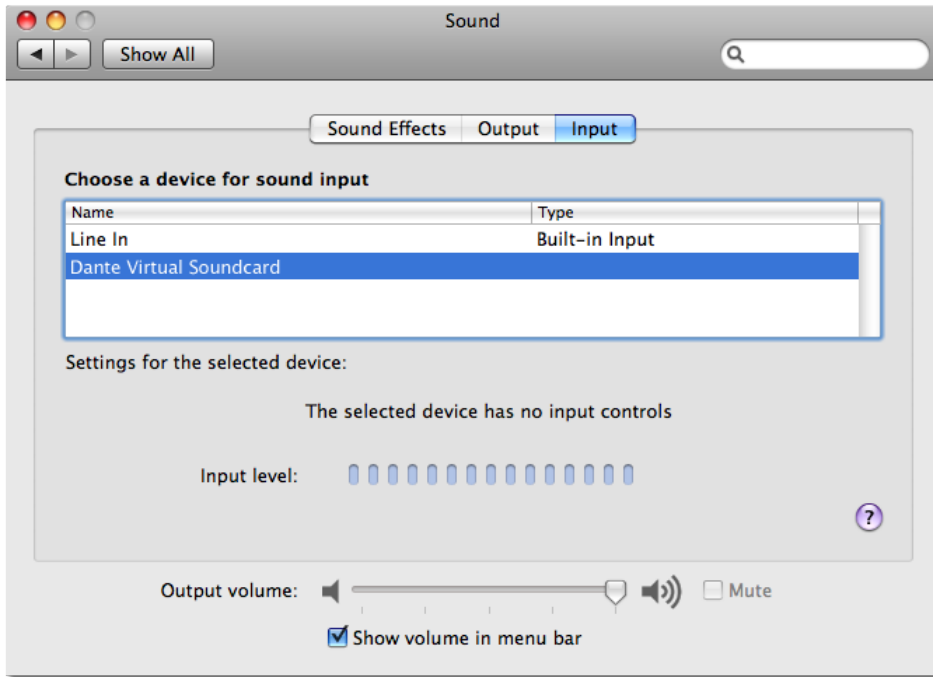 Sound
Show All
Sound Effects Output Input
Choose a device for sound input
Name Type
Line In Built-in Input
Dante Virtual Soundcard
Settings for the selected device:
The selected device has no input controls
Input level:
?
Output volume: Mute
Show volume in menu bar